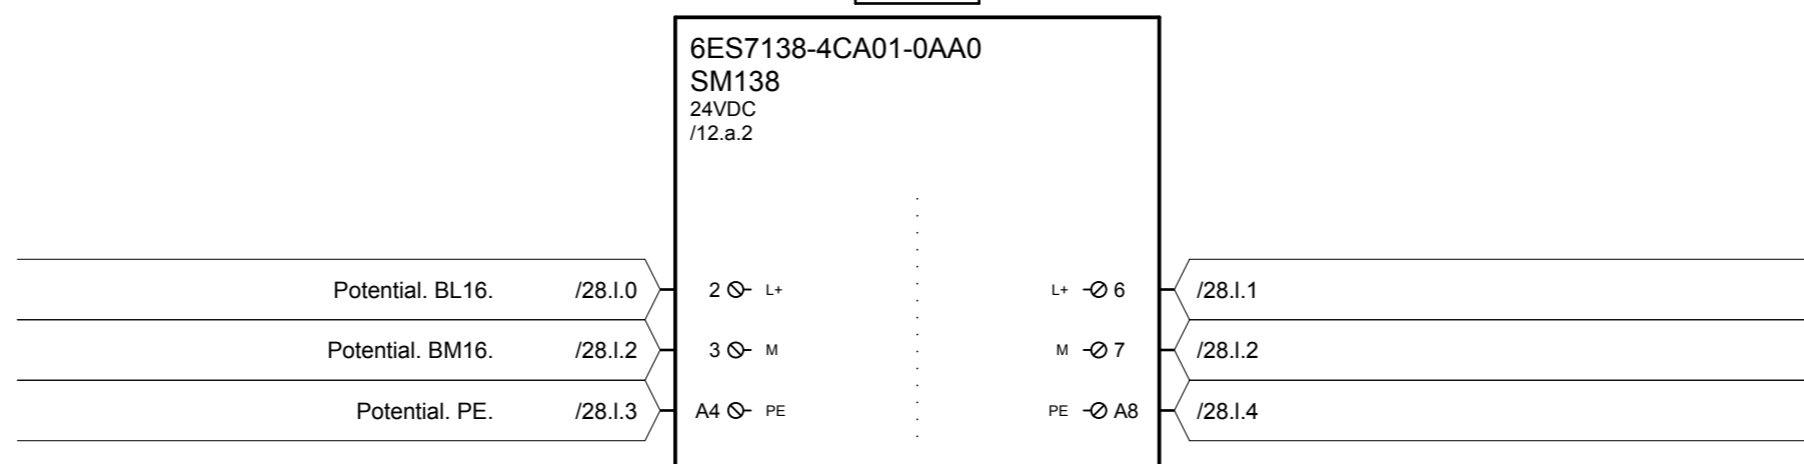 6ES7138-4CA01-0AA0
SM138
24VDC
/12.a.2
Potential. BL16. /28.l.0 2 L+ L+ 6 /28.l.1
Potential. BM16. /28.l.2 3 M M 7 /28.l.2
Potential. PE. /28.l.3 A4 PE PE A8 /28.l.4